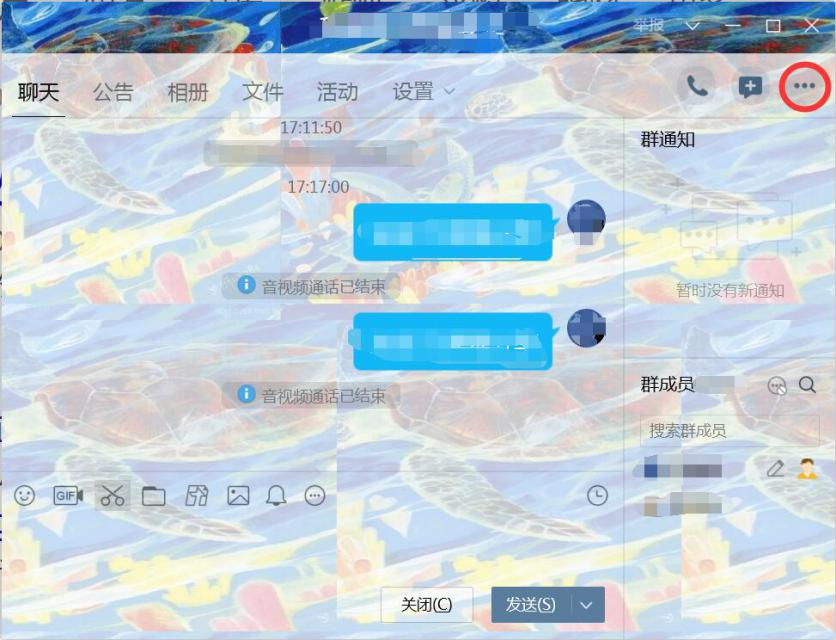 举报
聊天 公告 相册 文件 活动 设置
17:11:50
群通知
17:17:00
音视频通话已结束
暂时没有新通知
音视频通话已结束
群成员
搜索群成员
GIF
关闭(C) 发送(S)